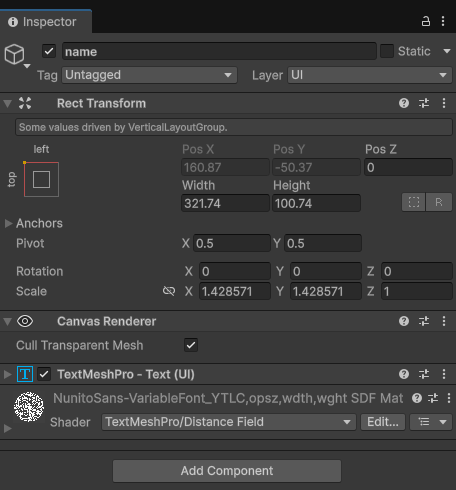 Inspector
name
Static
Tag Untagged Layer UI
Rect Transform
Some values driven by VerticalLayoutGroup.
left
top
Pos X Pos Y Pos Z
160.87 -50.37 0
Width Height
321.74 100.74
R
Anchors
Pivot X 0.5 Y 0.5
Rotation X 0 Y 0 Z 0
Scale X 1.428571 Y 1.428571 Z 1
Canvas Renderer
Cull Transparent Mesh
TextMeshPro - Text (UI)
NunitoSans-VariableFont_YTLC,opsz,wdth,wght SDF Mat
Shader TextMeshPro/Distance Field Edit...
Add Component